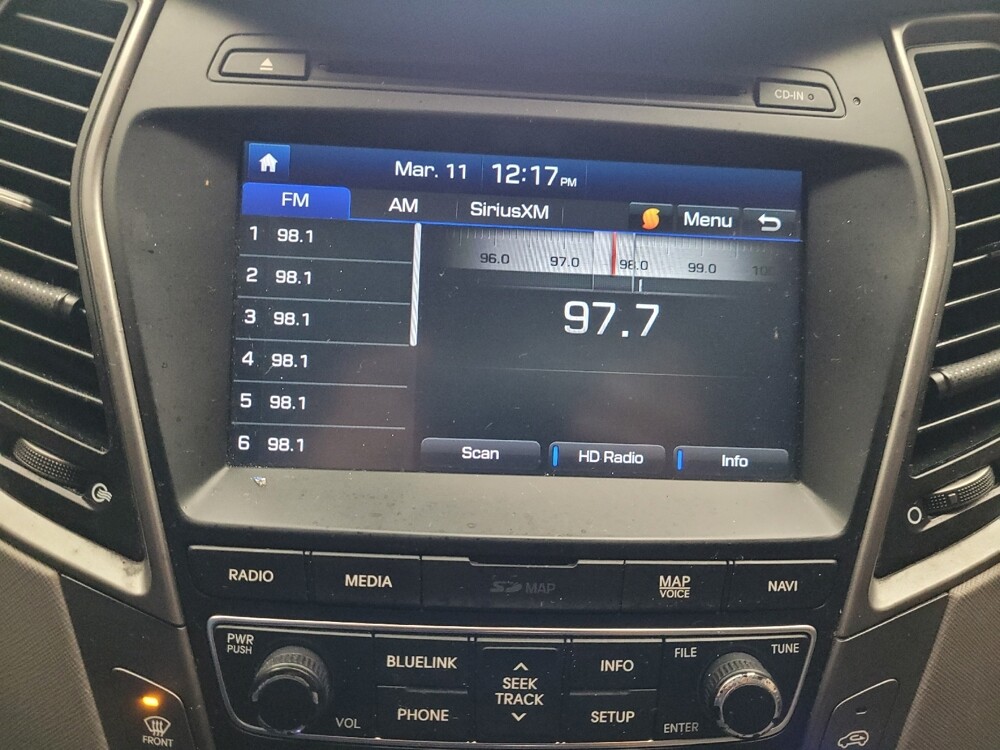 CD-IN
Mar. 11 12:17 PM
FM AM SiriusXM Menu
1 98.1
2 98.1
3 98.1
4 98.1
5 98.1
6 98.1
96.0 97.0 98.0 99.0
97.7
Scan HD Radio Info
RADIO MEDIA SD MAP MAP VOICE NAVI
PWR PUSH
VOL
BLUELINK
PHONE
SEEK
TRACK
INFO
SETUP
FILE
TUNE
ENTER
FRONT